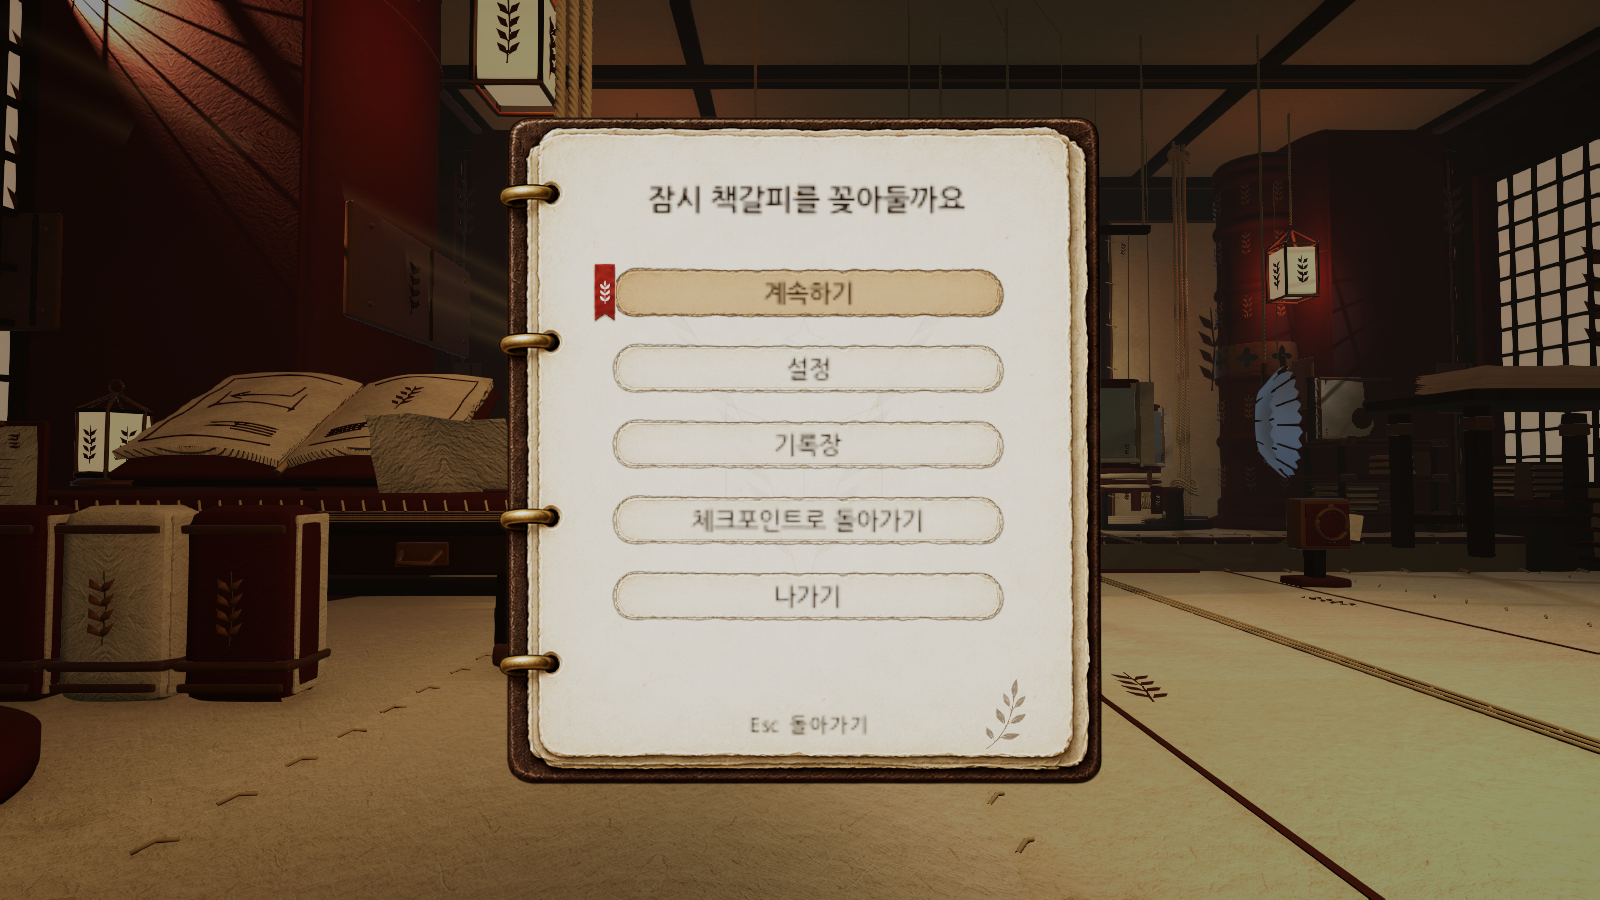 잠시 책갈피를 꽂아둘까요
계속하기
설정
기록장
체크포인트로 돌아가기
나가기
Esc 돌아가기